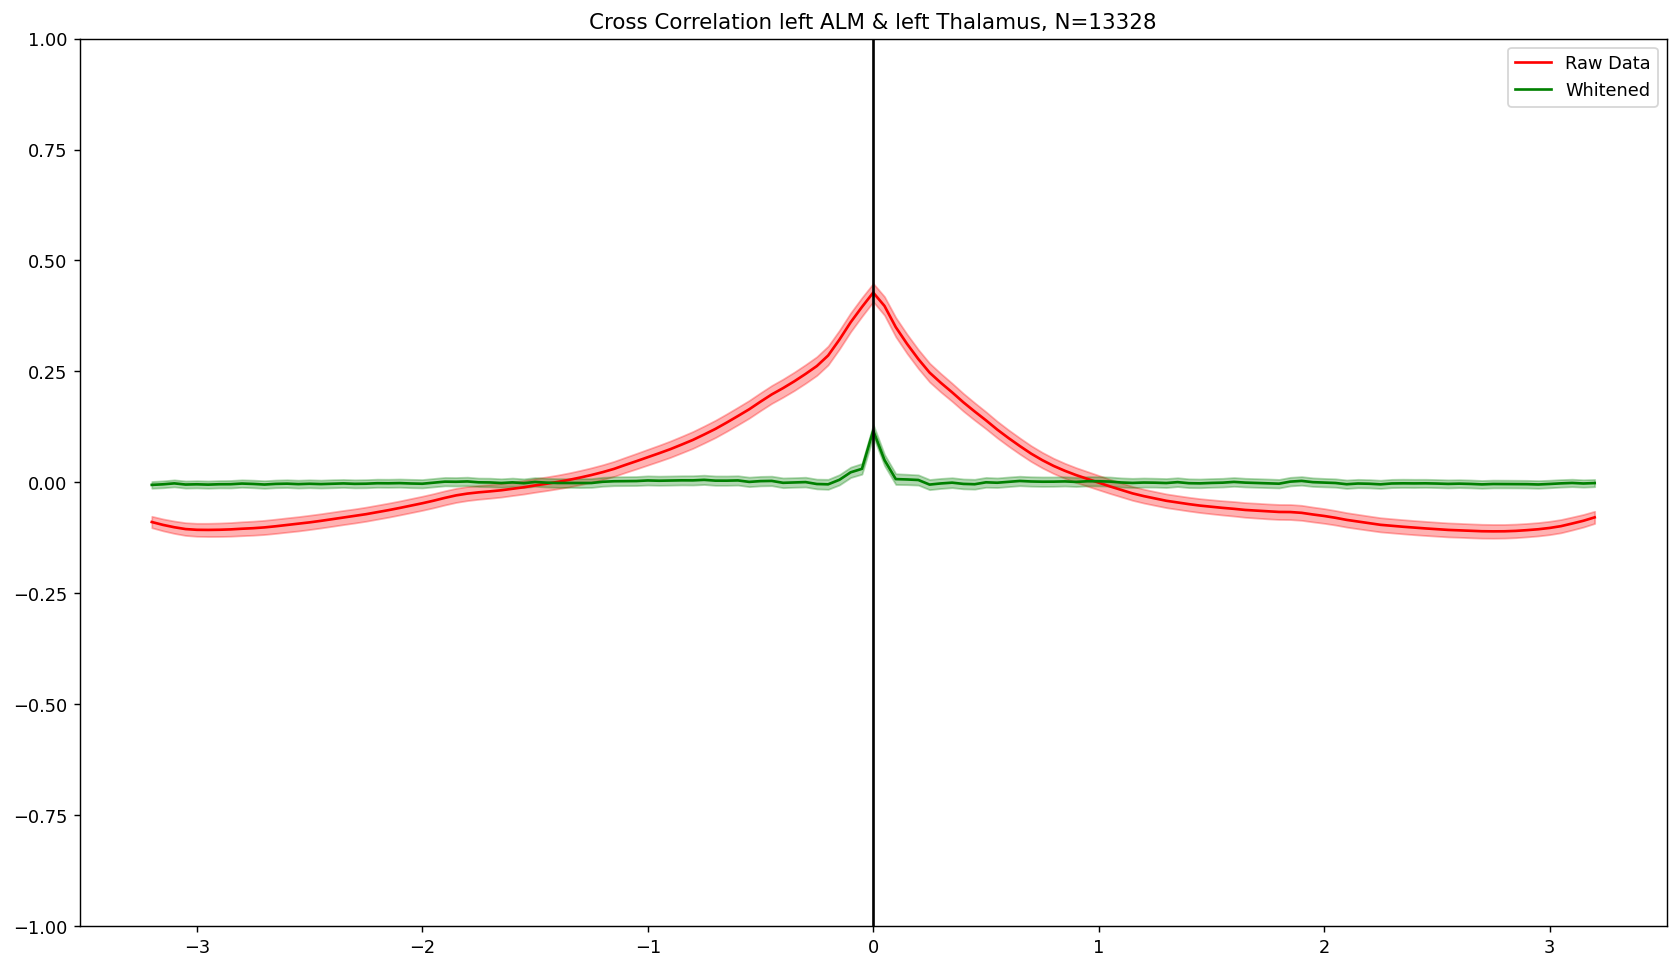 Cross Correlation left ALM & left Thalamus, N=13328
Raw Data
Whitened
1.00
0.75
0.50
0.25
0.00
−0.25
−0.50
−0.75
−1.00
−3 −2 −1 0 1 2 3